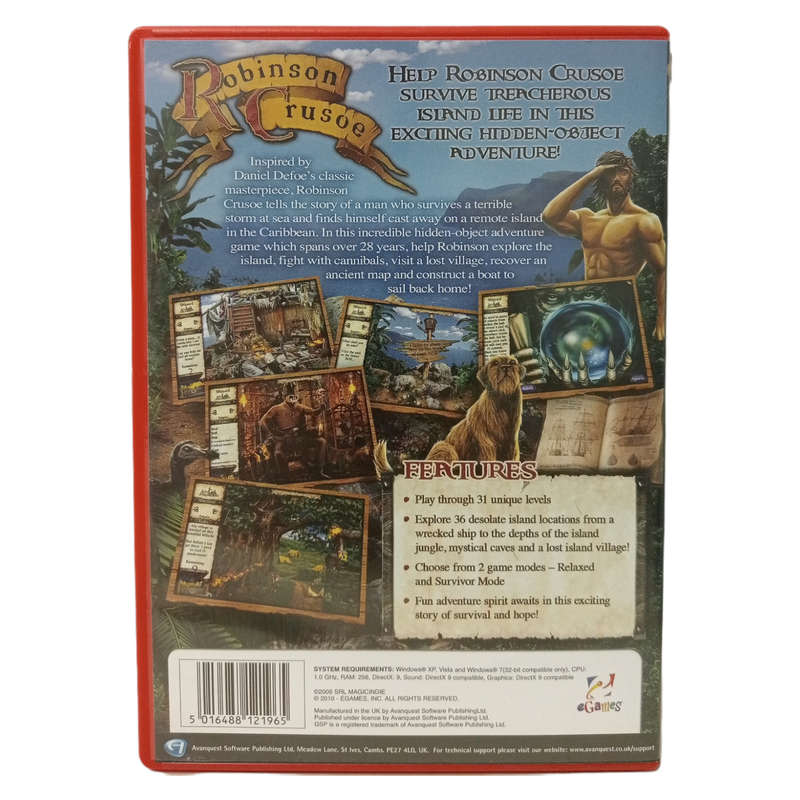 Robinson
Crusoe
HELP ROBINSON CRUSOE
SURVIVE TREACHEROUS
ISLAND LIFE IN THIS
EXCITING HIDDEN-OBJECT
ADVENTURE!
Inspired by
Daniel Defoe's classic
masterpiece, Robinson
Crusoe tells the story of a man who survives a terrible
storm at sea and finds himself cast away on a remote island
in the Caribbean. In this incredible hidden-object adventure
game which spans over 28 years, help Robinson explore the
island, fight with cannibals, visit a lost village, recover an
ancient map and construct a boat to
sail back home!
FEATURES
• Play through 31 unique levels
• Explore 36 desolate island locations from a
wrecked ship to the depths of the island
jungle, mystical caves and a lost island village!
• Choose from 2 game modes – Relaxed
and Survivor Mode
• Fun adventure spirit awaits in this exciting
story of survival and hope!
SYSTEM REQUIREMENTS: Windows® XP, Vista and Windows® 7(32-bit compatible only), CPU:
1.0 GHz, RAM: 256, DirectX: 9, Sound: DirectX 9 compatible, Graphics: DirectX 9 compatible
©2009 SRL MAGICINDIE
© 2010 - EGAMES, INC. ALL RIGHTS RESERVED.
Manufactured in the UK by Avanquest Software PublishingLtd.
Published under licence by Avanquest Software PublishingLtd.
GSP is a registered trademark of Avanquest Software Publishing Ltd.
eGames
5 016488 121965
Avanquest Software Publishing Ltd, Meadow Lane, St Ives, Cambs, PE27 4LG, UK. For technical support please visit our website: www.avanquest.co.uk/support